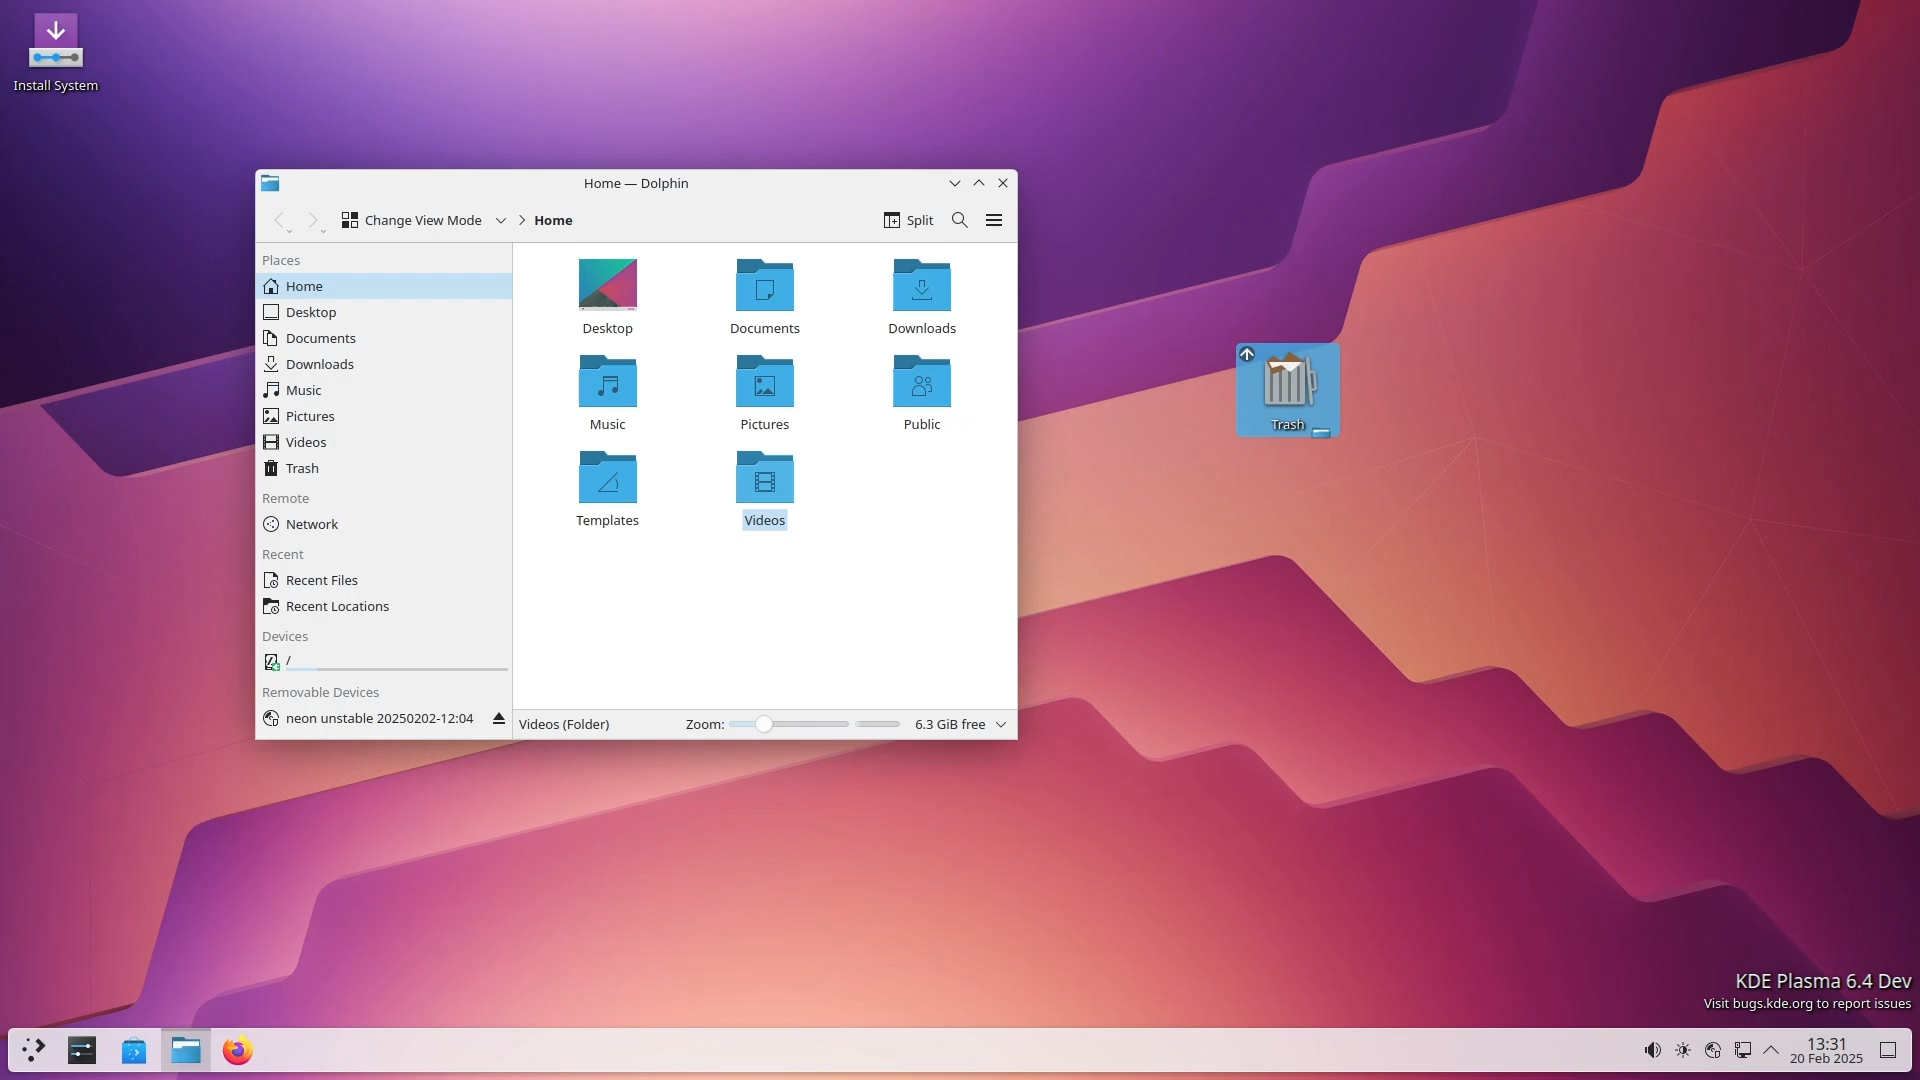 Install System
Home — Dolphin
Change View Mode
Home
Split
Places
Home
Desktop
Documents
Downloads
Music
Pictures
Videos
Trash
Remote
Network
Recent
Recent Files
Recent Locations
Devices
/
Removable Devices
neon unstable 20250202-12:04
Desktop
Documents
Downloads
Music
Pictures
Public
Templates
Videos
Videos (Folder)
Zoom:
6.3 GiB free
Trash
KDE Plasma 6.4 Dev
Visit bugs.kde.org to report issues
13:31
20 Feb 2025